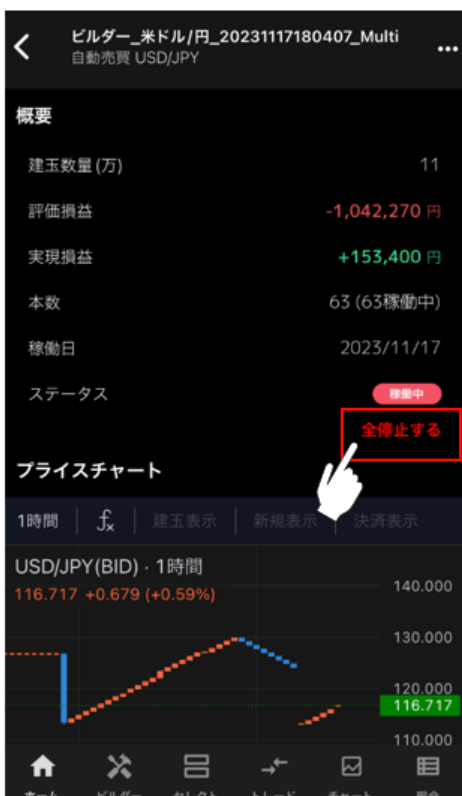 ビルダー_米ドル/円_20231117180407_Multi
自動売買 USD/JPY
概要
建玉数量(万) 11
評価損益 -1,042,270 円
実現損益 +153,400 円
本数 63 (63稼働中)
稼働日 2023/11/17
ステータス 稼働中
全停止する
プライスチャート
1時間 fx 建玉表示 新規表示 決済表示
USD/JPY(BID)・1時間
116.717 +0.679 (+0.59%)
140.000
130.000
120.000
116.717
110.000